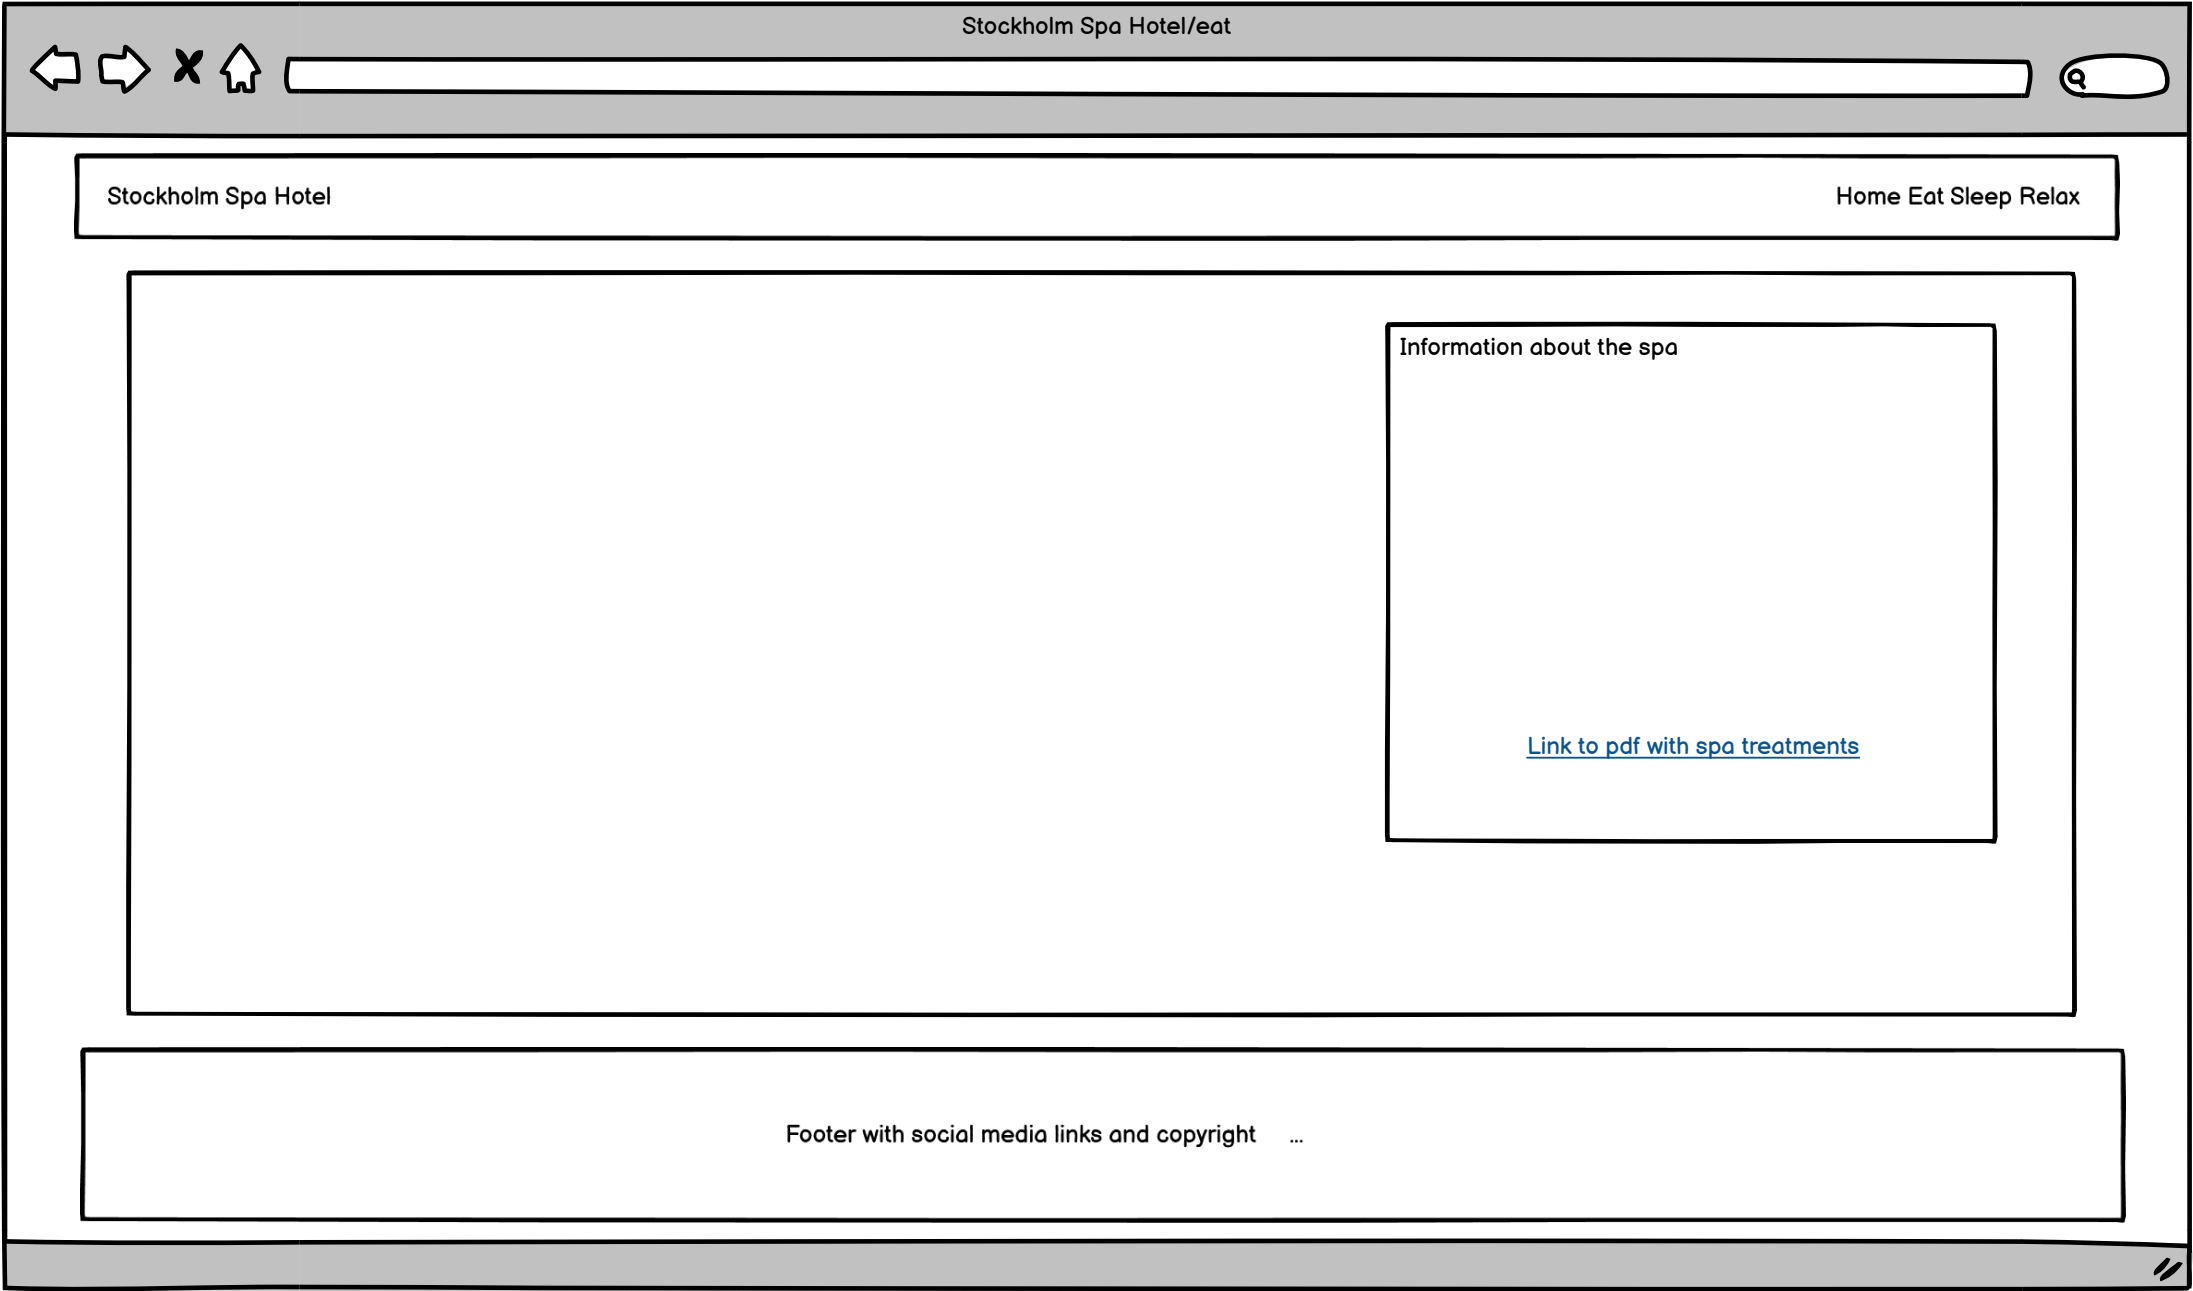 Stockholm Spa Hotel/eat
Stockholm Spa Hotel
Home Eat Sleep Relax
Information about the spa
Link to pdf with spa treatments
Footer with social media links and copyright ...